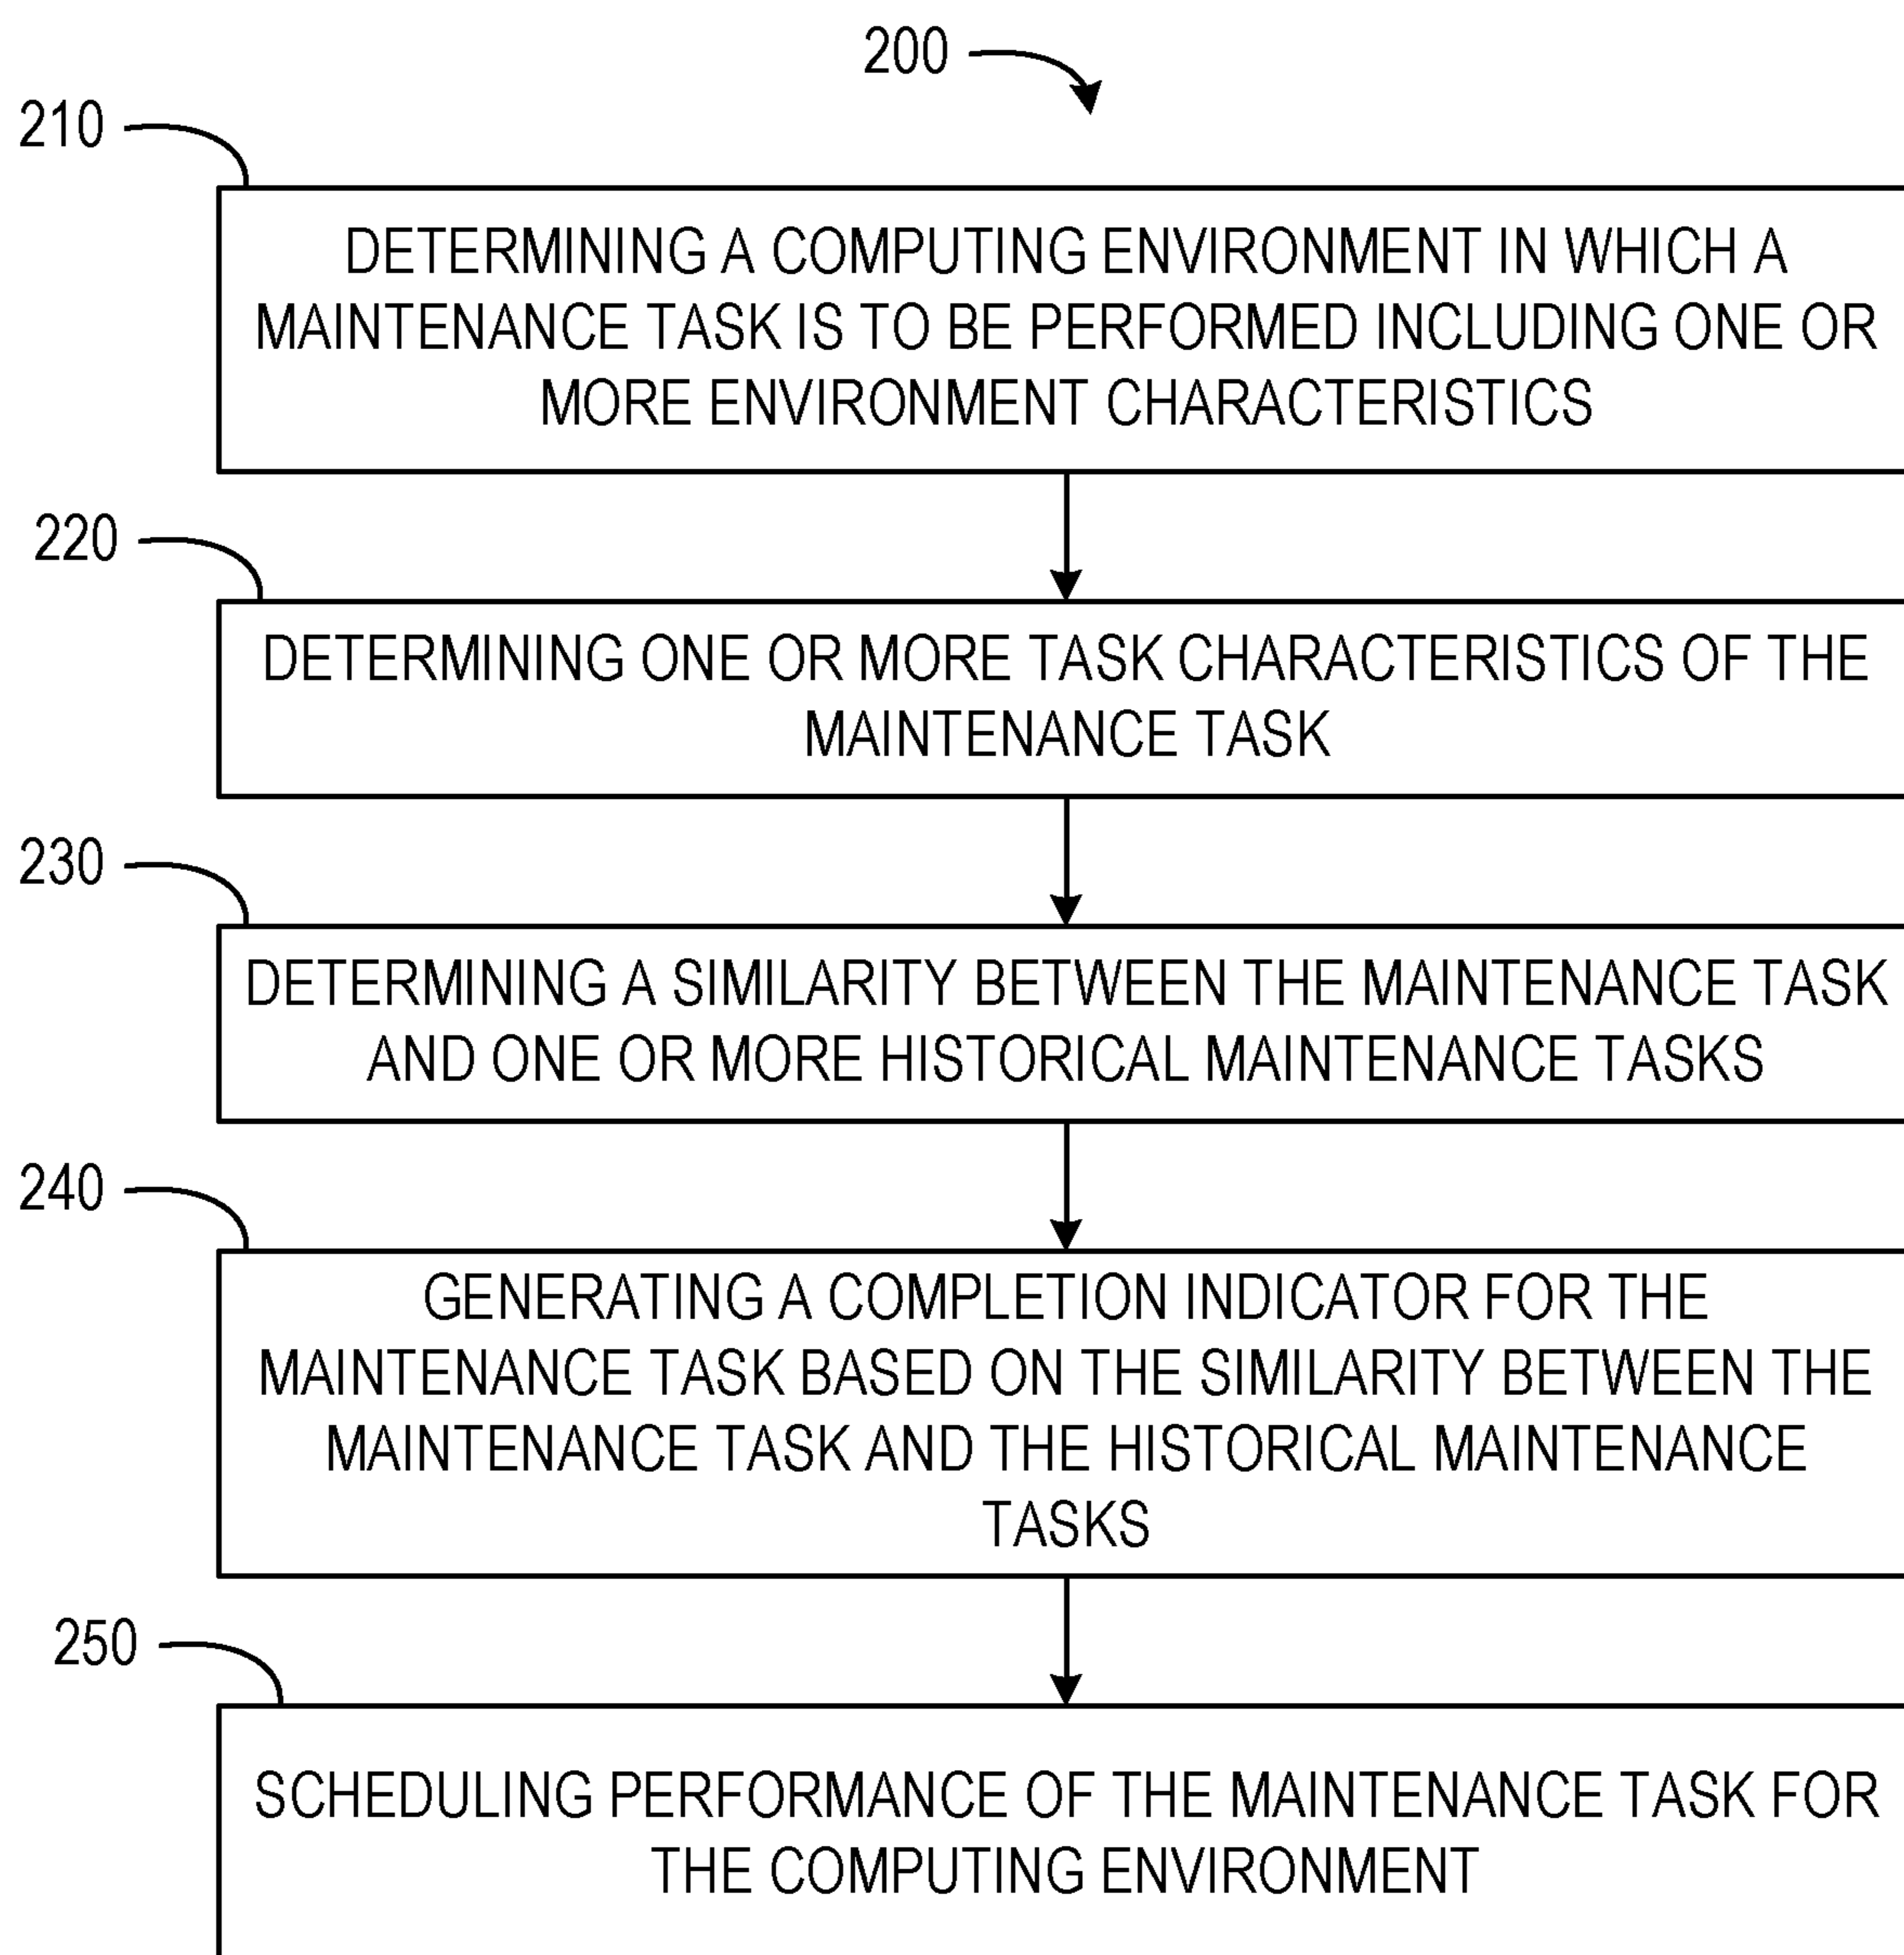 200
210
DETERMINING A COMPUTING ENVIRONMENT IN WHICH A
MAINTENANCE TASK IS TO BE PERFORMED INCLUDING ONE OR
MORE ENVIRONMENT CHARACTERISTICS
220
DETERMINING ONE OR MORE TASK CHARACTERISTICS OF THE
MAINTENANCE TASK
230
DETERMINING A SIMILARITY BETWEEN THE MAINTENANCE TASK
AND ONE OR MORE HISTORICAL MAINTENANCE TASKS
240
GENERATING A COMPLETION INDICATOR FOR THE
MAINTENANCE TASK BASED ON THE SIMILARITY BETWEEN THE
MAINTENANCE TASK AND THE HISTORICAL MAINTENANCE
TASKS
250
SCHEDULING PERFORMANCE OF THE MAINTENANCE TASK FOR
THE COMPUTING ENVIRONMENT